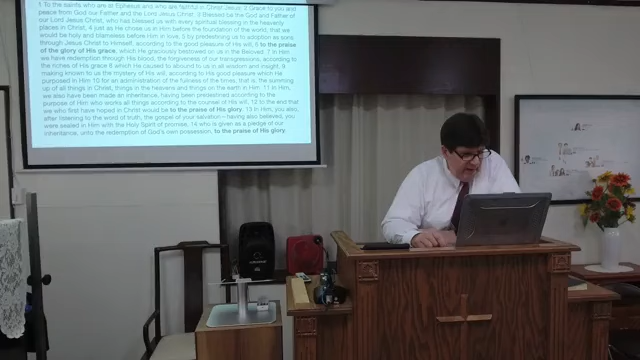 1 To the saints who are at Ephesus and who are faithful in Christ Jesus: 2 Grace to you and
peace from God our Father and the Lord Jesus Christ. 3 Blessed be the God and Father of
our Lord Jesus Christ, who has blessed us with every spiritual blessing in the heavenly
places in Christ, 4 just as He chose us in Him before the foundation of the world, that we
would be holy and blameless before Him in love, 5 by predestining us to adoption as sons
through Jesus Christ to Himself, according to the good pleasure of His will, 6 to the praise
of the glory of His grace, which He graciously bestowed on us in the Beloved. 7 In Him
we have redemption through His blood, the forgiveness of our transgressions, according to
the riches of His grace 8 which He caused to abound to us in all wisdom and insight, 9
making known to us the mystery of His will, according to His good pleasure which He
purposed in Him 10 for an administration of the fullness of the times, that is, the summing
up of all things in Christ, things in the heavens and things on the earth in Him. 11 In Him,
we also have been made an inheritance, having been predestined according to the
purpose of Him who works all things according to the counsel of His will, 12 to the end that
we who first have hoped in Christ would be to the praise of His glory. 13 In Him, you also,
after listening to the word of truth, the gospel of your salvation—having also believed, you
were sealed in Him with the Holy Spirit of promise, 14 who is given as a pledge of our
inheritance, unto the redemption of God's own possession, to the praise of His glory.